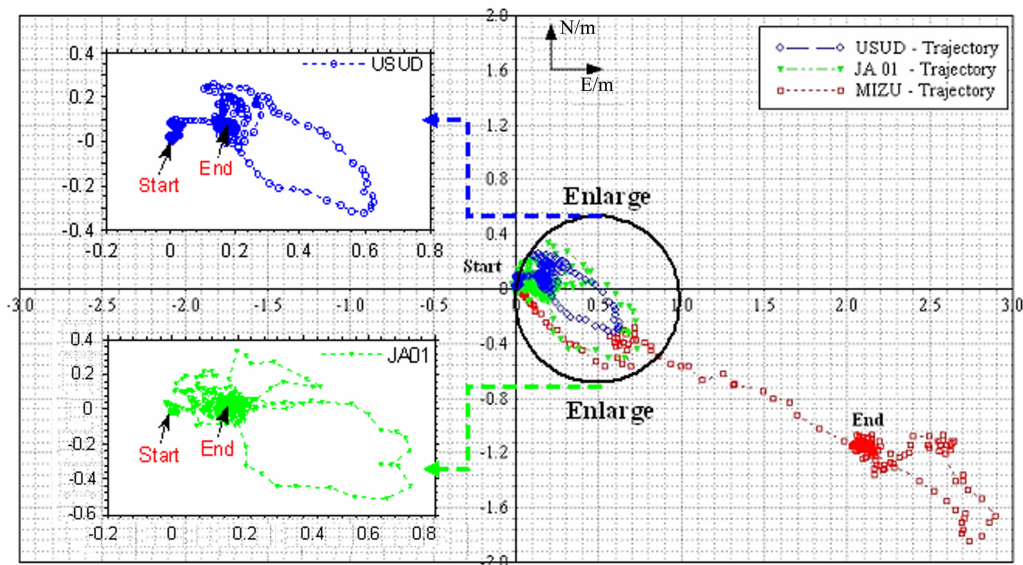 2.0
N/m
1.6
E/m
USUD - Trajectory
JA 01 - Trajectory
MIZU - Trajectory
1.2
0.8
0.4
0
-0.4
-0.8
-1.2
-1.6
-2.0
-3.0 -2.5 -2.0 -1.5 -1.0 -0.5 0.5 1.0 1.5 2.0 2.5 3.0
Enlarge
Start
Enlarge
End
0.4
0.2
-0
-0.2
-0.4
-0.2 0 0.2 0.4 0.6 0.8
USUD
Start
End
0.4
0.2
0
-0.2
-0.4
-0.6
-0.2 0 0.2 0.4 0.6 0.8
JA01
Start
End